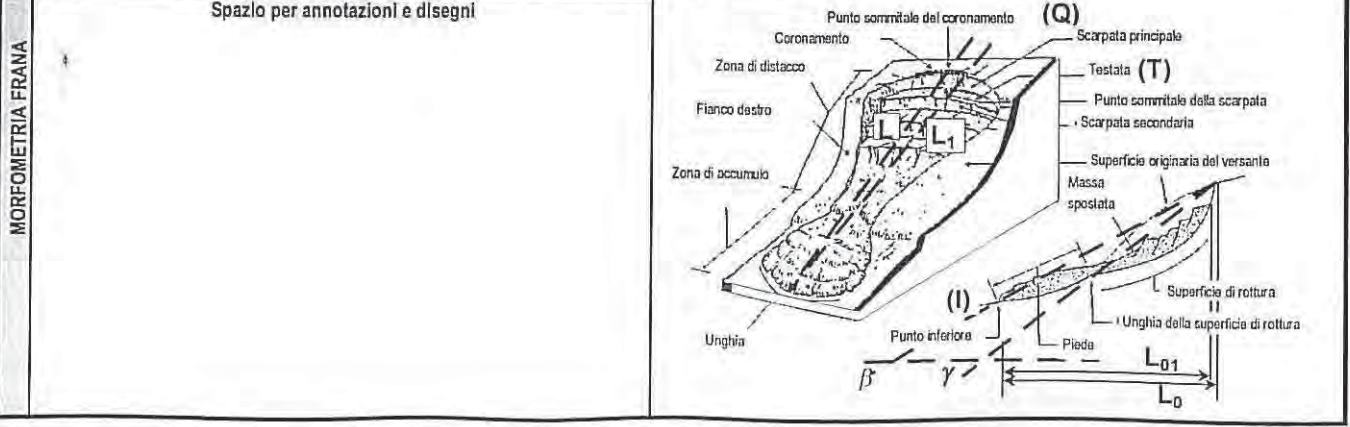 MORFOMETRIA FRANA
Spazio per annotazioni e disegni
Punto sommitale del coronamento (Q)
Coronamento
Scarpata principale
Zona di distacco
Testata (T)
Punto sommitale della scarpata
Fianco destro
Scarpata secondaria
L
L1
Superficie originaria del versante
Zona di accumulo
Massa
spostata
(I)
Superficie di rottura
Unghia della superficie di rottura
Punto inferiore
Piede
Unghia
β
γ
L01
L0